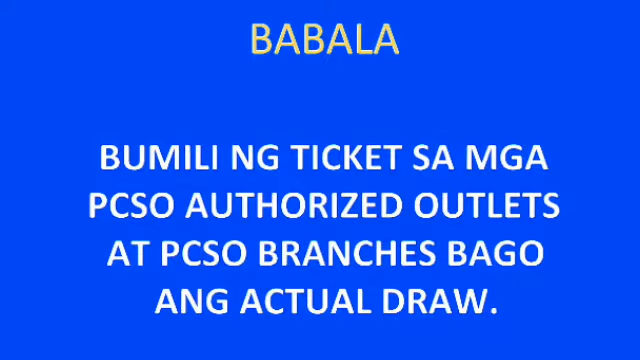 BABALA
BUMILI NG TICKET SA MGA
PCSO AUTHORIZED OUTLETS
AT PCSO BRANCHES BAGO
ANG ACTUAL DRAW.